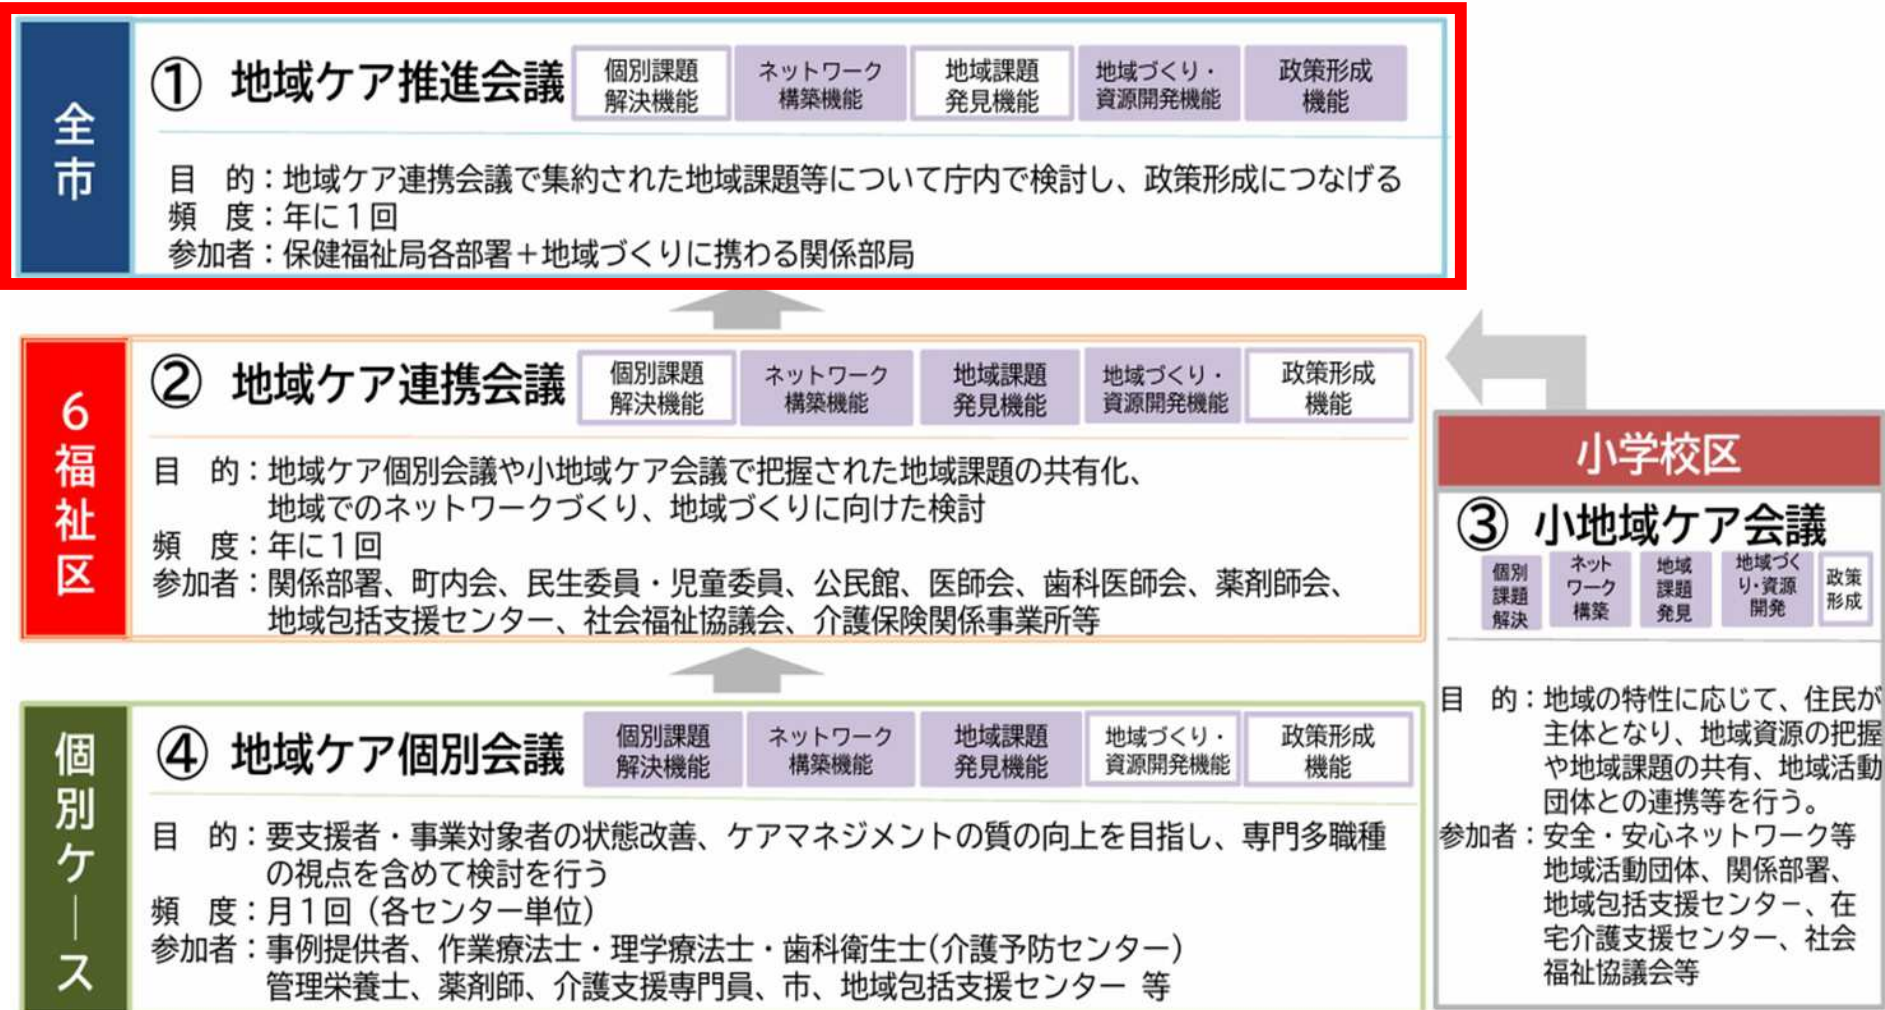 全市
① 地域ケア推進会議
個別課題
解決機能
ネットワーク
構築機能
地域課題
発見機能
地域づくり・
資源開発機能
政策形成
機能
目　的：地域ケア連携会議で集約された地域課題等について庁内で検討し、政策形成につなげる
頻　度：年に１回
参加者：保健福祉局各部署＋地域づくりに携わる関係部局
６福祉区
② 地域ケア連携会議
個別課題
解決機能
ネットワーク
構築機能
地域課題
発見機能
地域づくり・
資源開発機能
政策形成
機能
目　的：地域ケア個別会議や小地域ケア会議で把握された地域課題の共有化、
地域でのネットワークづくり、地域づくりに向けた検討
頻　度：年に１回
参加者：関係部署、町内会、民生委員・児童委員、公民館、医師会、歯科医師会、薬剤師会、
地域包括支援センター、社会福祉協議会、介護保険関係事業所等
小学校区
③ 小地域ケア会議
個別
課題
解決
ネット
ワーク
構築
地域
課題
発見
地域づく
り・資源
開発
政策
形成
目　的：地域の特性に応じて、住民が
主体となり、地域資源の把握
や地域課題の共有、地域活動
団体との連携等を行う。
参加者：安全・安心ネットワーク等
地域活動団体、関係部署、
地域包括支援センター、在
宅介護支援センター、社会
福祉協議会等
個別ケース
④ 地域ケア個別会議
個別課題
解決機能
ネットワーク
構築機能
地域課題
発見機能
地域づくり・
資源開発機能
政策形成
機能
目　的：要支援者・事業対象者の状態改善、ケアマネジメントの質の向上を目指し、専門多職種
の視点を含めて検討を行う
頻　度：月１回（各センター単位）
参加者：事例提供者、作業療法士・理学療法士・歯科衛生士(介護予防センター）
管理栄養士、薬剤師、介護支援専門員、市、地域包括支援センター 等